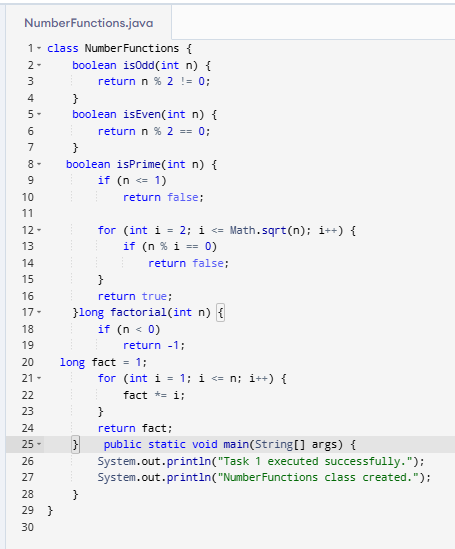 NumberFunctions.java
1 class NumberFunctions {
2 boolean isOdd(int n) {
3 return n % 2 != 0;
4 }
5 boolean isEven(int n) {
6 return n % 2 == 0;
7 }
8 boolean isPrime(int n) {
9 if (n <= 1)
10 return false;
11
12 for (int i = 2; i <= Math.sqrt(n); i++) {
13 if (n % i == 0)
14 return false;
15 }
16 return true;
17 }long factorial(int n) {
18 if (n < 0)
19 return -1;
20 long fact = 1;
21 for (int i = 1; i <= n; i++) {
22 fact *= i;
23 }
24 return fact;
25 } public static void main(String[] args) {
26 System.out.println("Task 1 executed successfully.");
27 System.out.println("NumberFunctions class created.");
28 }
29 }
30